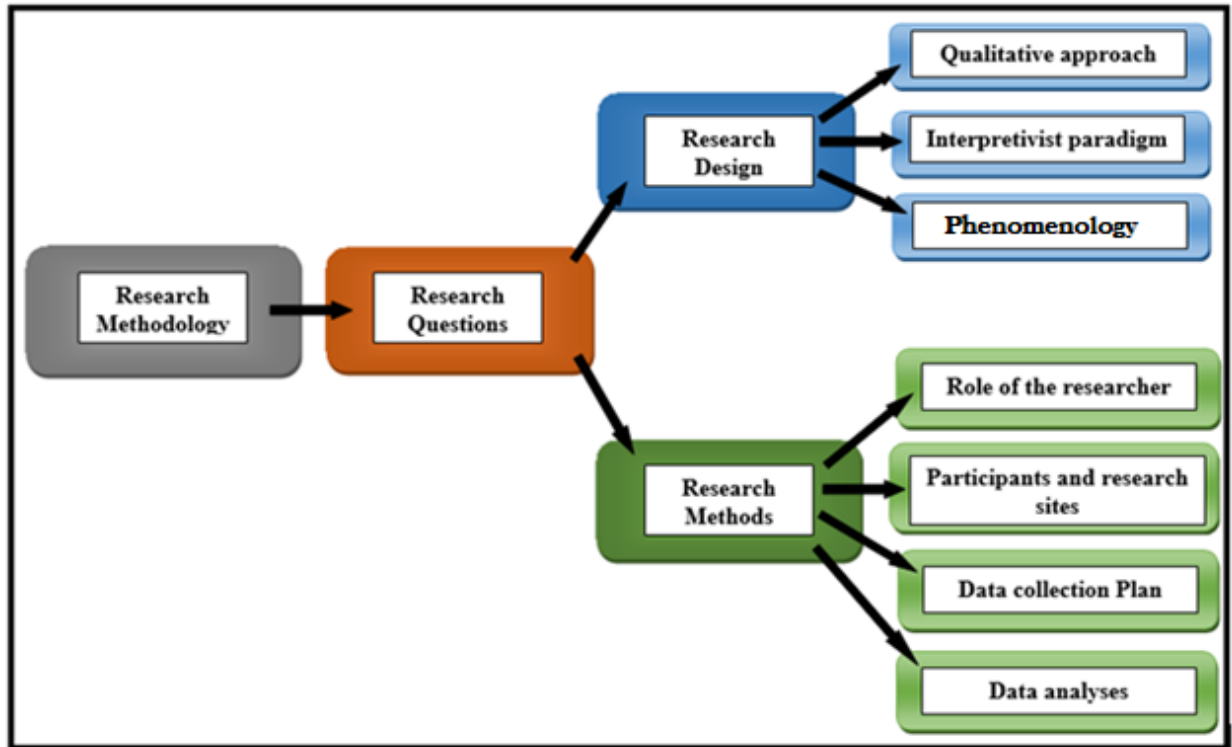 Research
Methodology
Research
Questions
Research
Design
Qualitative approach
Interpretivist paradigm
Phenomenology
Research
Methods
Role of the researcher
Participants and research
sites
Data collection Plan
Data analyses